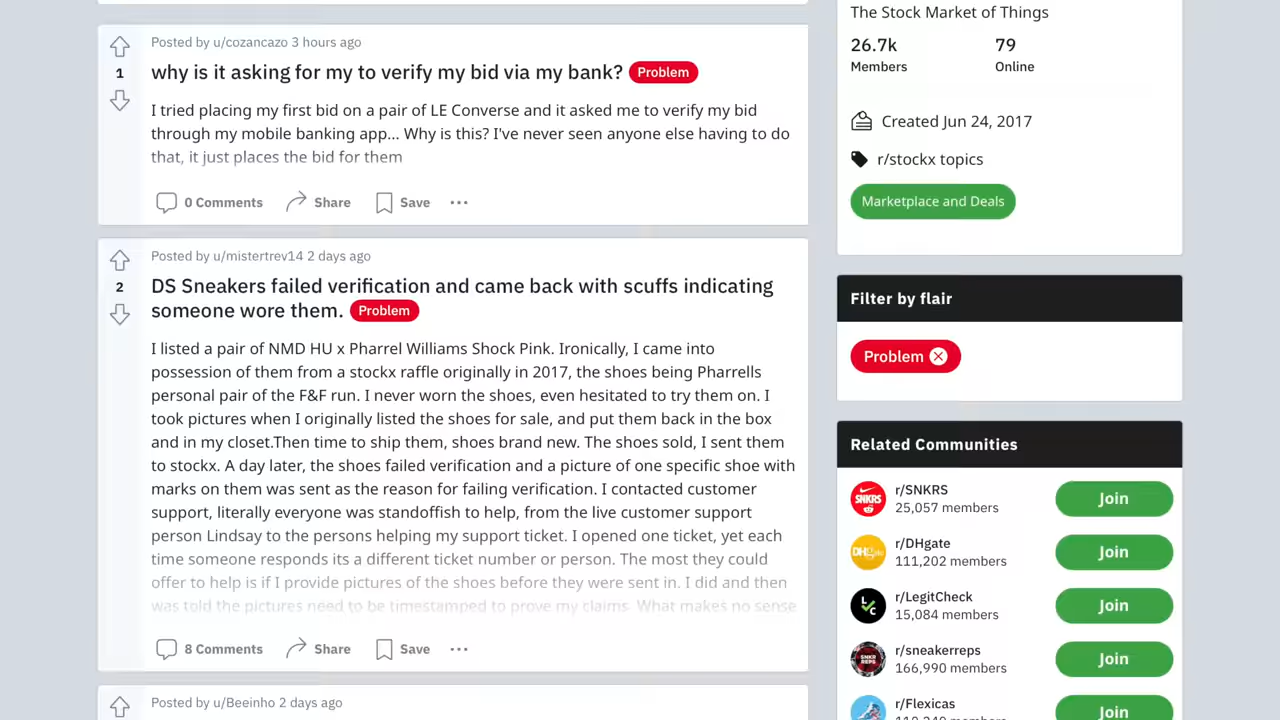 Posted by u/cozancazo 3 hours ago
1
why is it asking for my to verify my bid via my bank? Problem
I tried placing my first bid on a pair of LE Converse and it asked me to verify my bid
through my mobile banking app... Why is this? I've never seen anyone else having to do
that, it just places the bid for them
0 Comments Share Save
Posted by u/mistertrev14 2 days ago
2
DS Sneakers failed verification and came back with scuffs indicating
someone wore them. Problem
I listed a pair of NMD HU x Pharrel Williams Shock Pink. Ironically, I came into
possession of them from a stockx raffle originally in 2017, the shoes being Pharrells
personal pair of the F&F run. I never worn the shoes, even hesitated to try them on. I
took pictures when I originally listed the shoes for sale, and put them back in the box
and in my closet.Then time to ship them, shoes brand new. The shoes sold, I sent them
to stockx. A day later, the shoes failed verification and a picture of one specific shoe with
marks on them was sent as the reason for failing verification. I contacted customer
support, literally everyone was standoffish to help, from the live customer support
person Lindsay to the persons helping my support ticket. I opened one ticket, yet each
time someone responds its a different ticket number or person. The most they could
offer to help is if I provide pictures of the shoes before they were sent in. I did and then
was told the pictures need to be timestamped to prove my claims. What makes no sense
8 Comments Share Save
Posted by u/Beeinho 2 days ago
The Stock Market of Things
26.7k 79
Members Online
Created Jun 24, 2017
r/stockx topics
Marketplace and Deals
Filter by flair
Problem
Related Communities
SNKRS
r/SNKRS
25,057 members
Join
DHgate
r/DHgate
111,202 members
Join
r/LegitCheck
15,084 members
Join
SNKR
REPS
r/sneakerreps
166,990 members
Join
r/Flexicas
Join